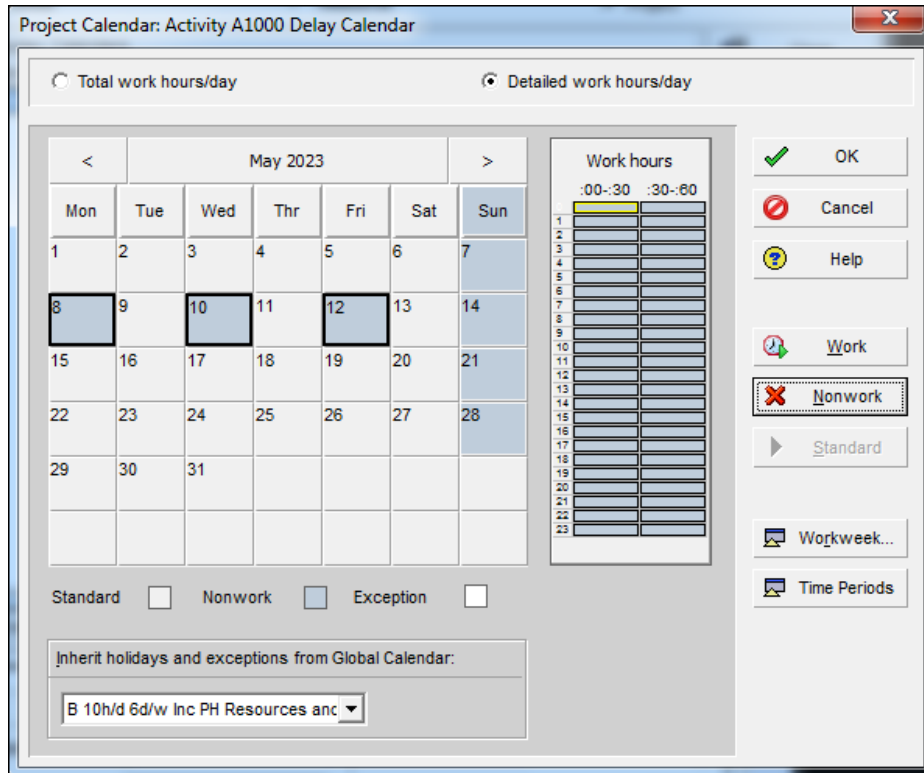 Project Calendar: Activity A1000 Delay Calendar
Total work hours/day Detailed work hours/day
< May 2023 >
Mon Tue Wed Thr Fri Sat Sun
1 2 3 4 5 6 7
8 9 10 11 12 13 14
15 16 17 18 19 20 21
22 23 24 25 26 27 28
29 30 31
Work hours
:00-:30 :30-:60
1
2
3
4
5
6
7
8
9
10
11
12
13
14
15
16
17
18
19
20
21
22
23
OK
Cancel
Help
Work
Nonwork
Standard
Workweek...
Time Periods
Standard Nonwork Exception
Inherit holidays and exceptions from Global Calendar:
B 10h/d 6d/w Inc PH Resources and